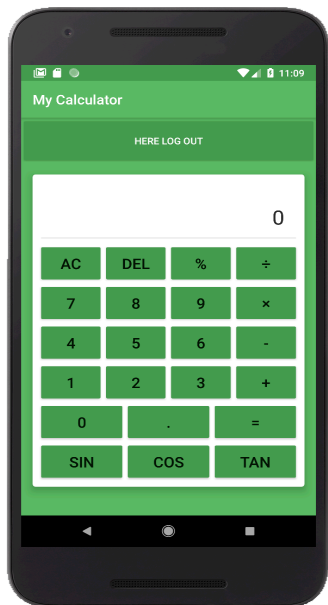 11:09
My Calculator
HERE LOG OUT
0
AC DEL % ÷
7 8 9 ×
4 5 6 -
1 2 3 +
0 . =
SIN COS TAN